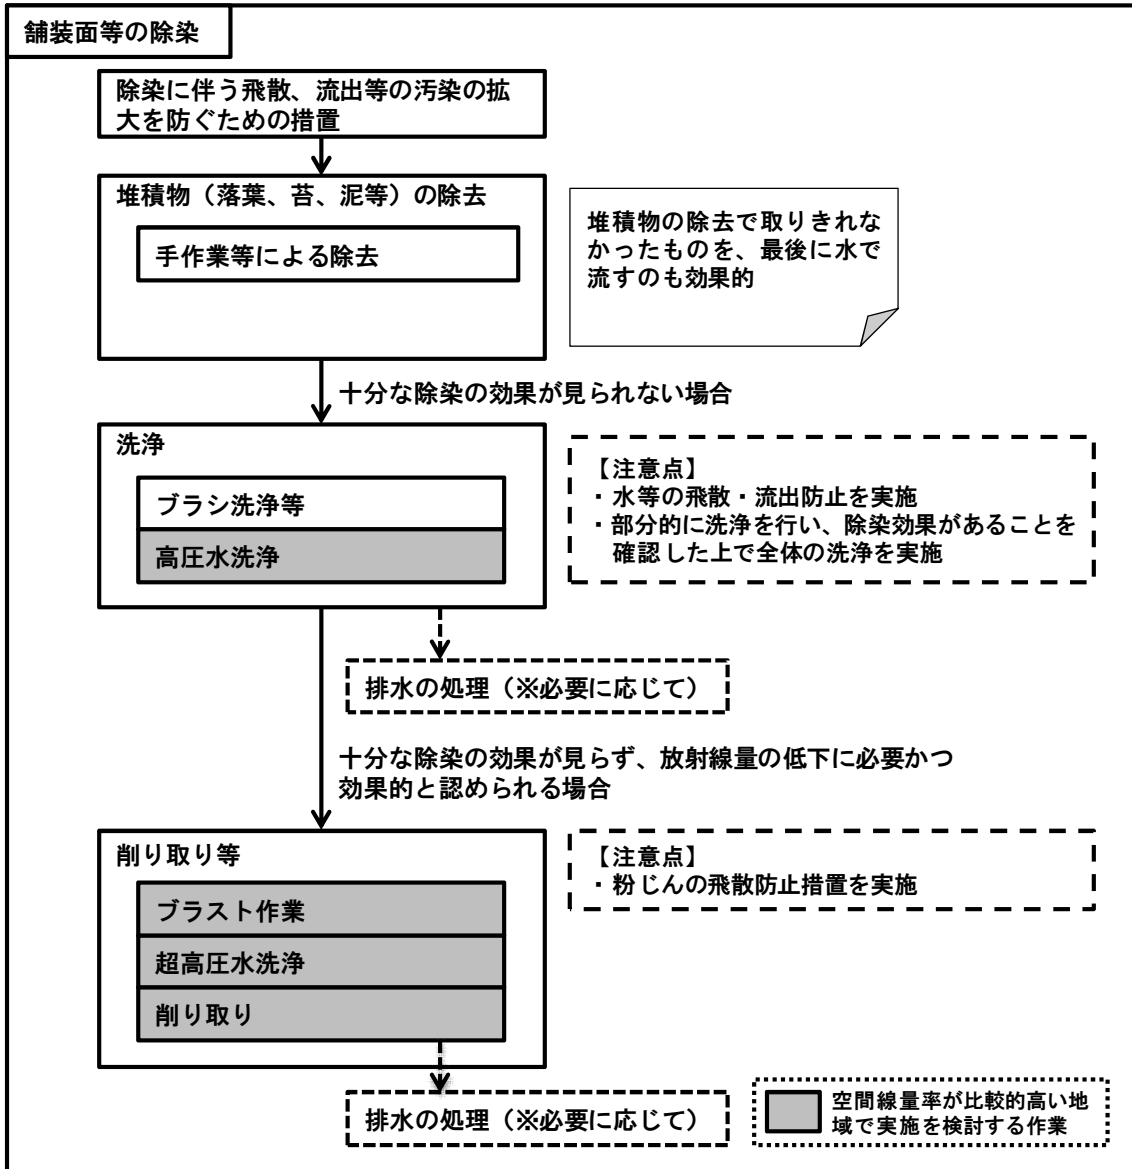 舗装面等の除染
除染に伴う飛散、流出等の汚染の拡
大を防ぐための措置
堆積物（落葉、苔、泥等）の除去
手作業等による除去
堆積物の除去で取りきれな
かったものを、最後に水で
流すのも効果的
十分な除染の効果が見られない場合
洗浄
ブラシ洗浄等
高圧水洗浄
【注意点】
・水等の飛散・流出防止を実施
・部分的に洗浄を行い、除染効果があることを
確認した上で全体の洗浄を実施
排水の処理（※必要に応じて）
十分な除染の効果が見らず、放射線量の低下に必要かつ
効果的と認められる場合
削り取り等
ブラスト作業
超高圧水洗浄
削り取り
【注意点】
・粉じんの飛散防止措置を実施
排水の処理（※必要に応じて）
空間線量率が比較的高い地
域で実施を検討する作業